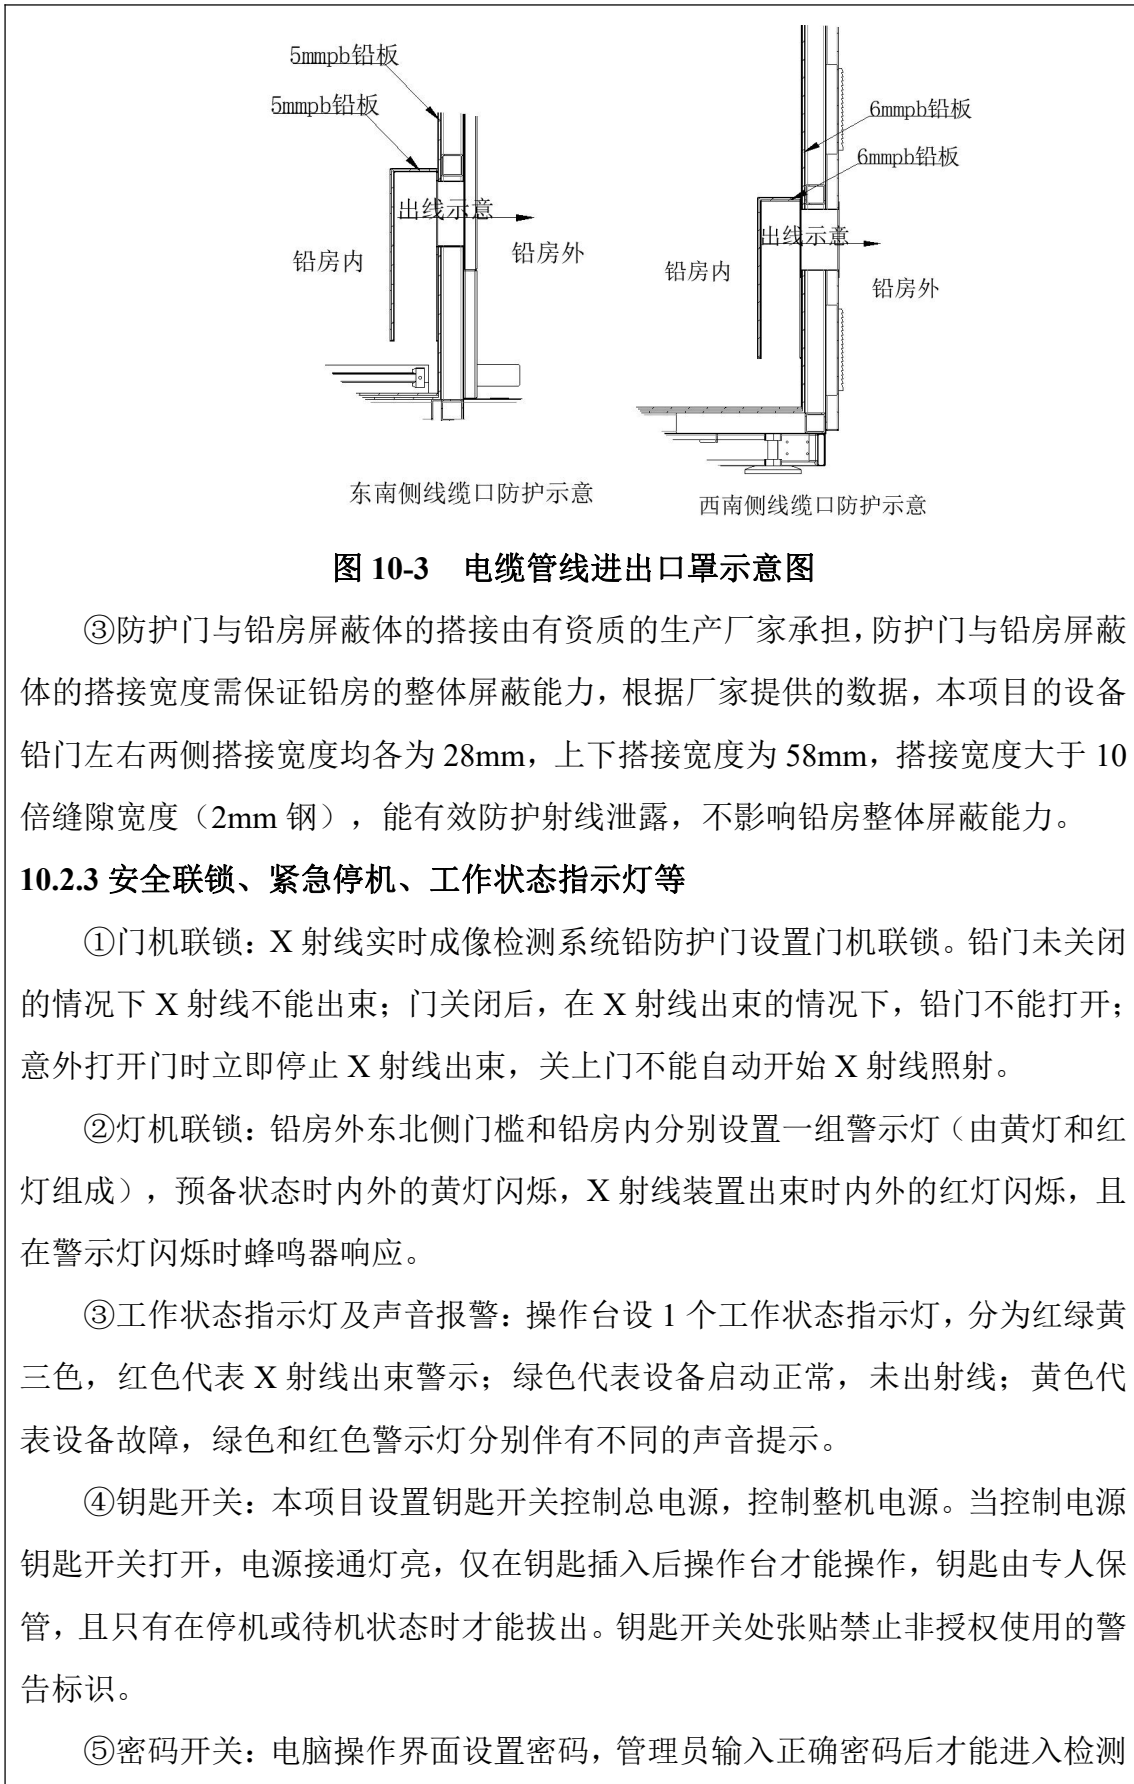 5mmpb铅板
5mmpb铅板
出线示意
铅房内
铅房外
东南侧线缆口防护示意
6mmpb铅板
6mmpb铅板
出线示意
铅房内
铅房外
西南侧线缆口防护示意
图 10-3 电缆管线进出口罩示意图
③防护门与铅房屏蔽体的搭接由有资质的生产厂家承担，防护门与铅房屏蔽
体的搭接宽度需保证铅房的整体屏蔽能力，根据厂家提供的数据，本项目的设备
铅门左右两侧搭接宽度均各为 28mm，上下搭接宽度为 58mm，搭接宽度大于 10
倍缝隙宽度（2mm 钢），能有效防护射线泄露，不影响铅房整体屏蔽能力。
10.2.3 安全联锁、紧急停机、工作状态指示灯等
①门机联锁：X 射线实时成像检测系统铅防护门设置门机联锁。铅门未关闭
的情况下 X 射线不能出束；门关闭后，在 X 射线出束的情况下，铅门不能打开；
意外打开门时立即停止 X 射线出束，关上门不能自动开始 X 射线照射。
②灯机联锁：铅房外东北侧门槛和铅房内分别设置一组警示灯（由黄灯和红
灯组成），预备状态时内外的黄灯闪烁，X 射线装置出束时内外的红灯闪烁，且
在警示灯闪烁时蜂鸣器响应。
③工作状态指示灯及声音报警：操作台设 1 个工作状态指示灯，分为红绿黄
三色，红色代表 X 射线出束警示；绿色代表设备启动正常，未出射线；黄色代
表设备故障，绿色和红色警示灯分别伴有不同的声音提示。
④钥匙开关：本项目设置钥匙开关控制总电源，控制整机电源。当控制电源
钥匙开关打开，电源接通灯亮，仅在钥匙插入后操作台才能操作，钥匙由专人保
管，且只有在停机或待机状态时才能拔出。钥匙开关处张贴禁止非授权使用的警
告标识。
⑤密码开关：电脑操作界面设置密码，管理员输入正确密码后才能进入检测